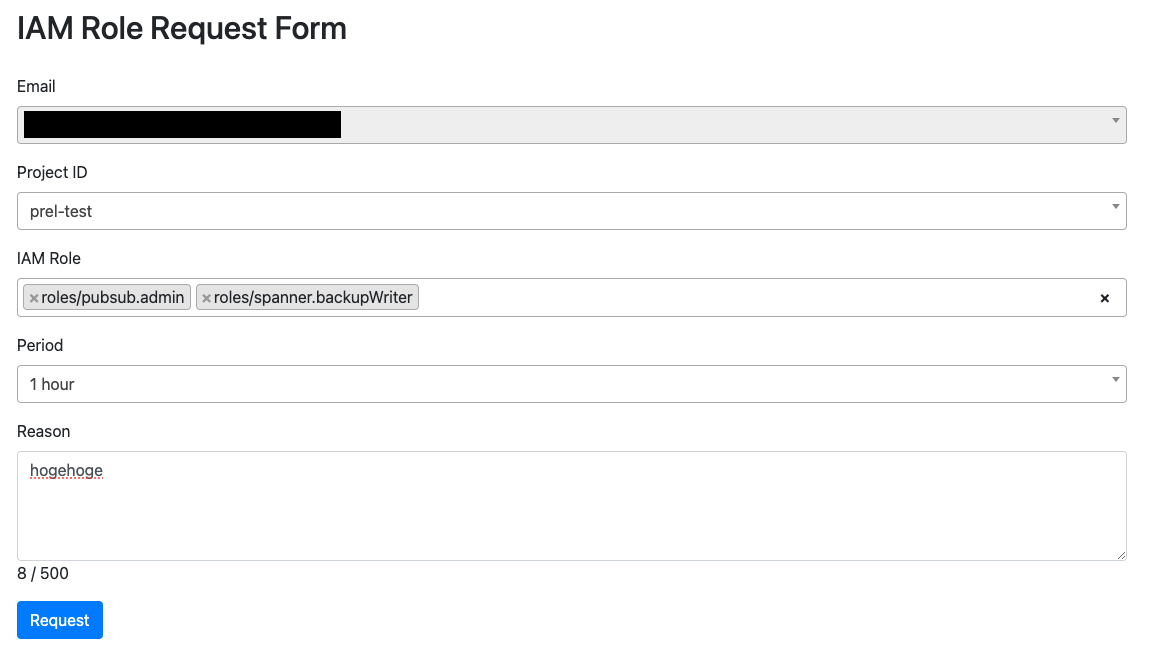 IAM Role Request Form
Email
Project ID
prel-test
IAM Role
×roles/pubsub.admin ×roles/spanner.backupWriter ×
Period
1 hour
Reason
hogehoge
8 / 500
Request